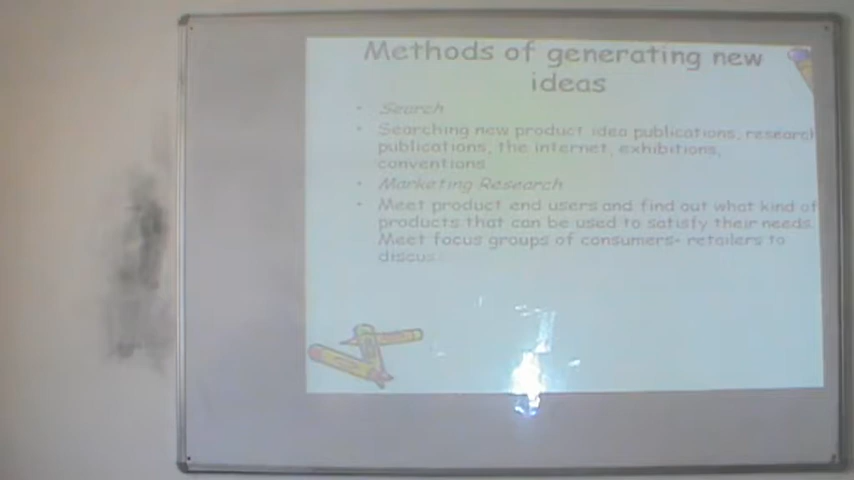 Methods of generating new
ideas
• Search
• Searching new product idea publications, research
publications, the internet, exhibitions,
conventions
• Marketing Research
• Meet product end users and find out what kind of
products that can be used to satisfy their needs.
Meet focus groups of consumers- retailers to
discus